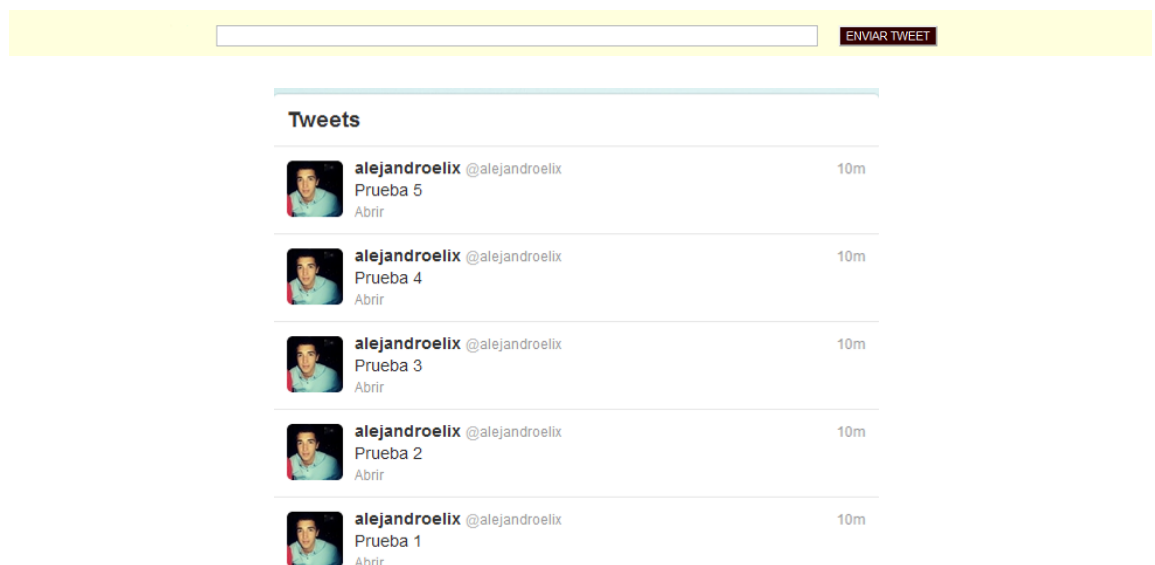 ENVIAR TWEET
Tweets
alejandroelix @alejandroelix 10m
Prueba 5
Abrir
alejandroelix @alejandroelix 10m
Prueba 4
Abrir
alejandroelix @alejandroelix 10m
Prueba 3
Abrir
alejandroelix @alejandroelix 10m
Prueba 2
Abrir
alejandroelix @alejandroelix 10m
Prueba 1
Abrir